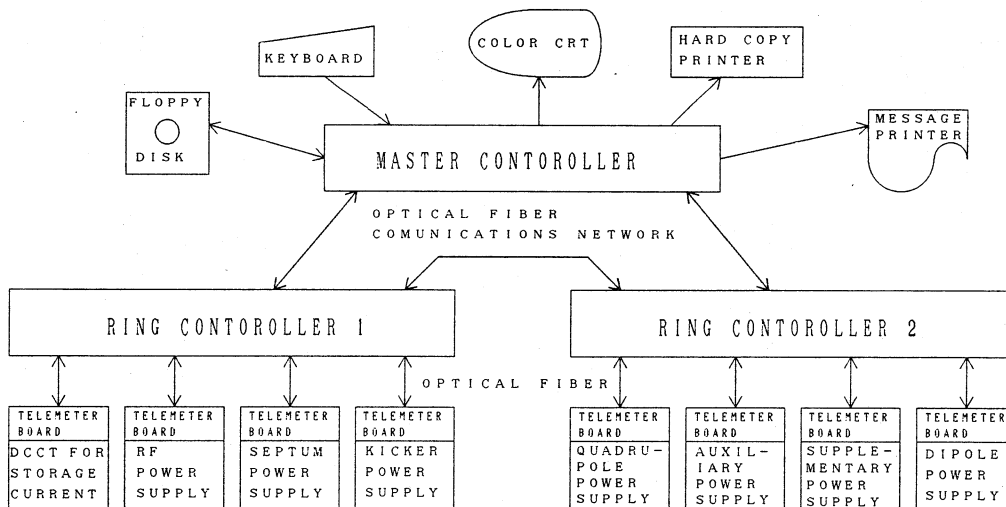 COLOR CRT
HARD COPY
PRINTER
KEYBOARD
FLOPPY
DISK
MESSAGE
PRINTER
MASTER CONTOROLLER
OPTICAL FIBER
COMUNICATIONS NETWORK
RING CONTOROLLER 1
RING CONTOROLLER 2
OPTICAL FIBER
TELEMETER
BOARD
DCCT FOR
STORAGE
CURRENT
TELEMETER
BOARD
RF
POWER
SUPPLY
TELEMETER
BOARD
SEPTUM
POWER
SUPPLY
TELEMETER
BOARD
KICKER
POWER
SUPPLY
TELEMETER
BOARD
QUADRU-
POLE
POWER
SUPPLY
TELEMETER
BOARD
AUXIL-
IARY
POWER
SUPPLY
TELEMETER
BOARD
SUPPLE-
MENTARY
POWER
SUPPLY
TELEMETER
BOARD
DIPOLE
POWER
SUPPLY